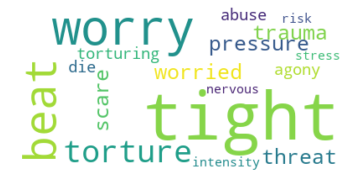 abuse risk
worry trauma
pressure
torturing stress
die worried agony
beat scare nervous
tight
torture threat
intensity